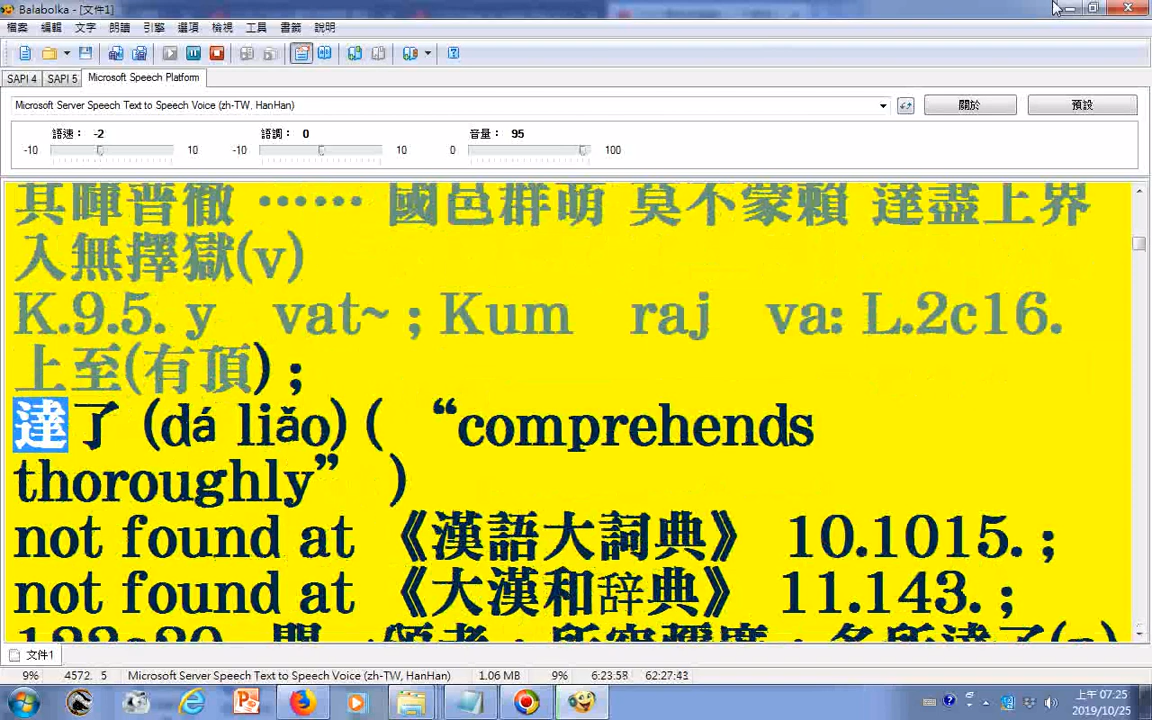 Balabolka - [文件1]
檔案 編輯 文字 朗讀 引擎 選項 檢視 工具 書籤 說明
SAPI 4 SAPI 5 Microsoft Speech Platform
Microsoft Server Speech Text to Speech Voice (zh-TW, HanHan)
關於 預設
語速： -2 語調： 0 音量： 95
-10 10 -10 10 0 100
其暉普徹 …… 國邑群萌 莫不蒙賴 達盡上界
入無擇獄(v)
K.9.5. y vat~ ; Kum raj va: L.2c16.
上至(有頂) ;
達了 (dá liǎo) ( “comprehends
thoroughly” )
not found at 《漢語大詞典》 10.1015. ;
not found at 《大漢和辞典》 11.143. ;
文件1
9% 4572. 5 Microsoft Server Speech Text to Speech Voice (zh-TW, HanHan) 1.06 MB 9% 6:23:58 62:27:43
上午 07:25
2019/10/25